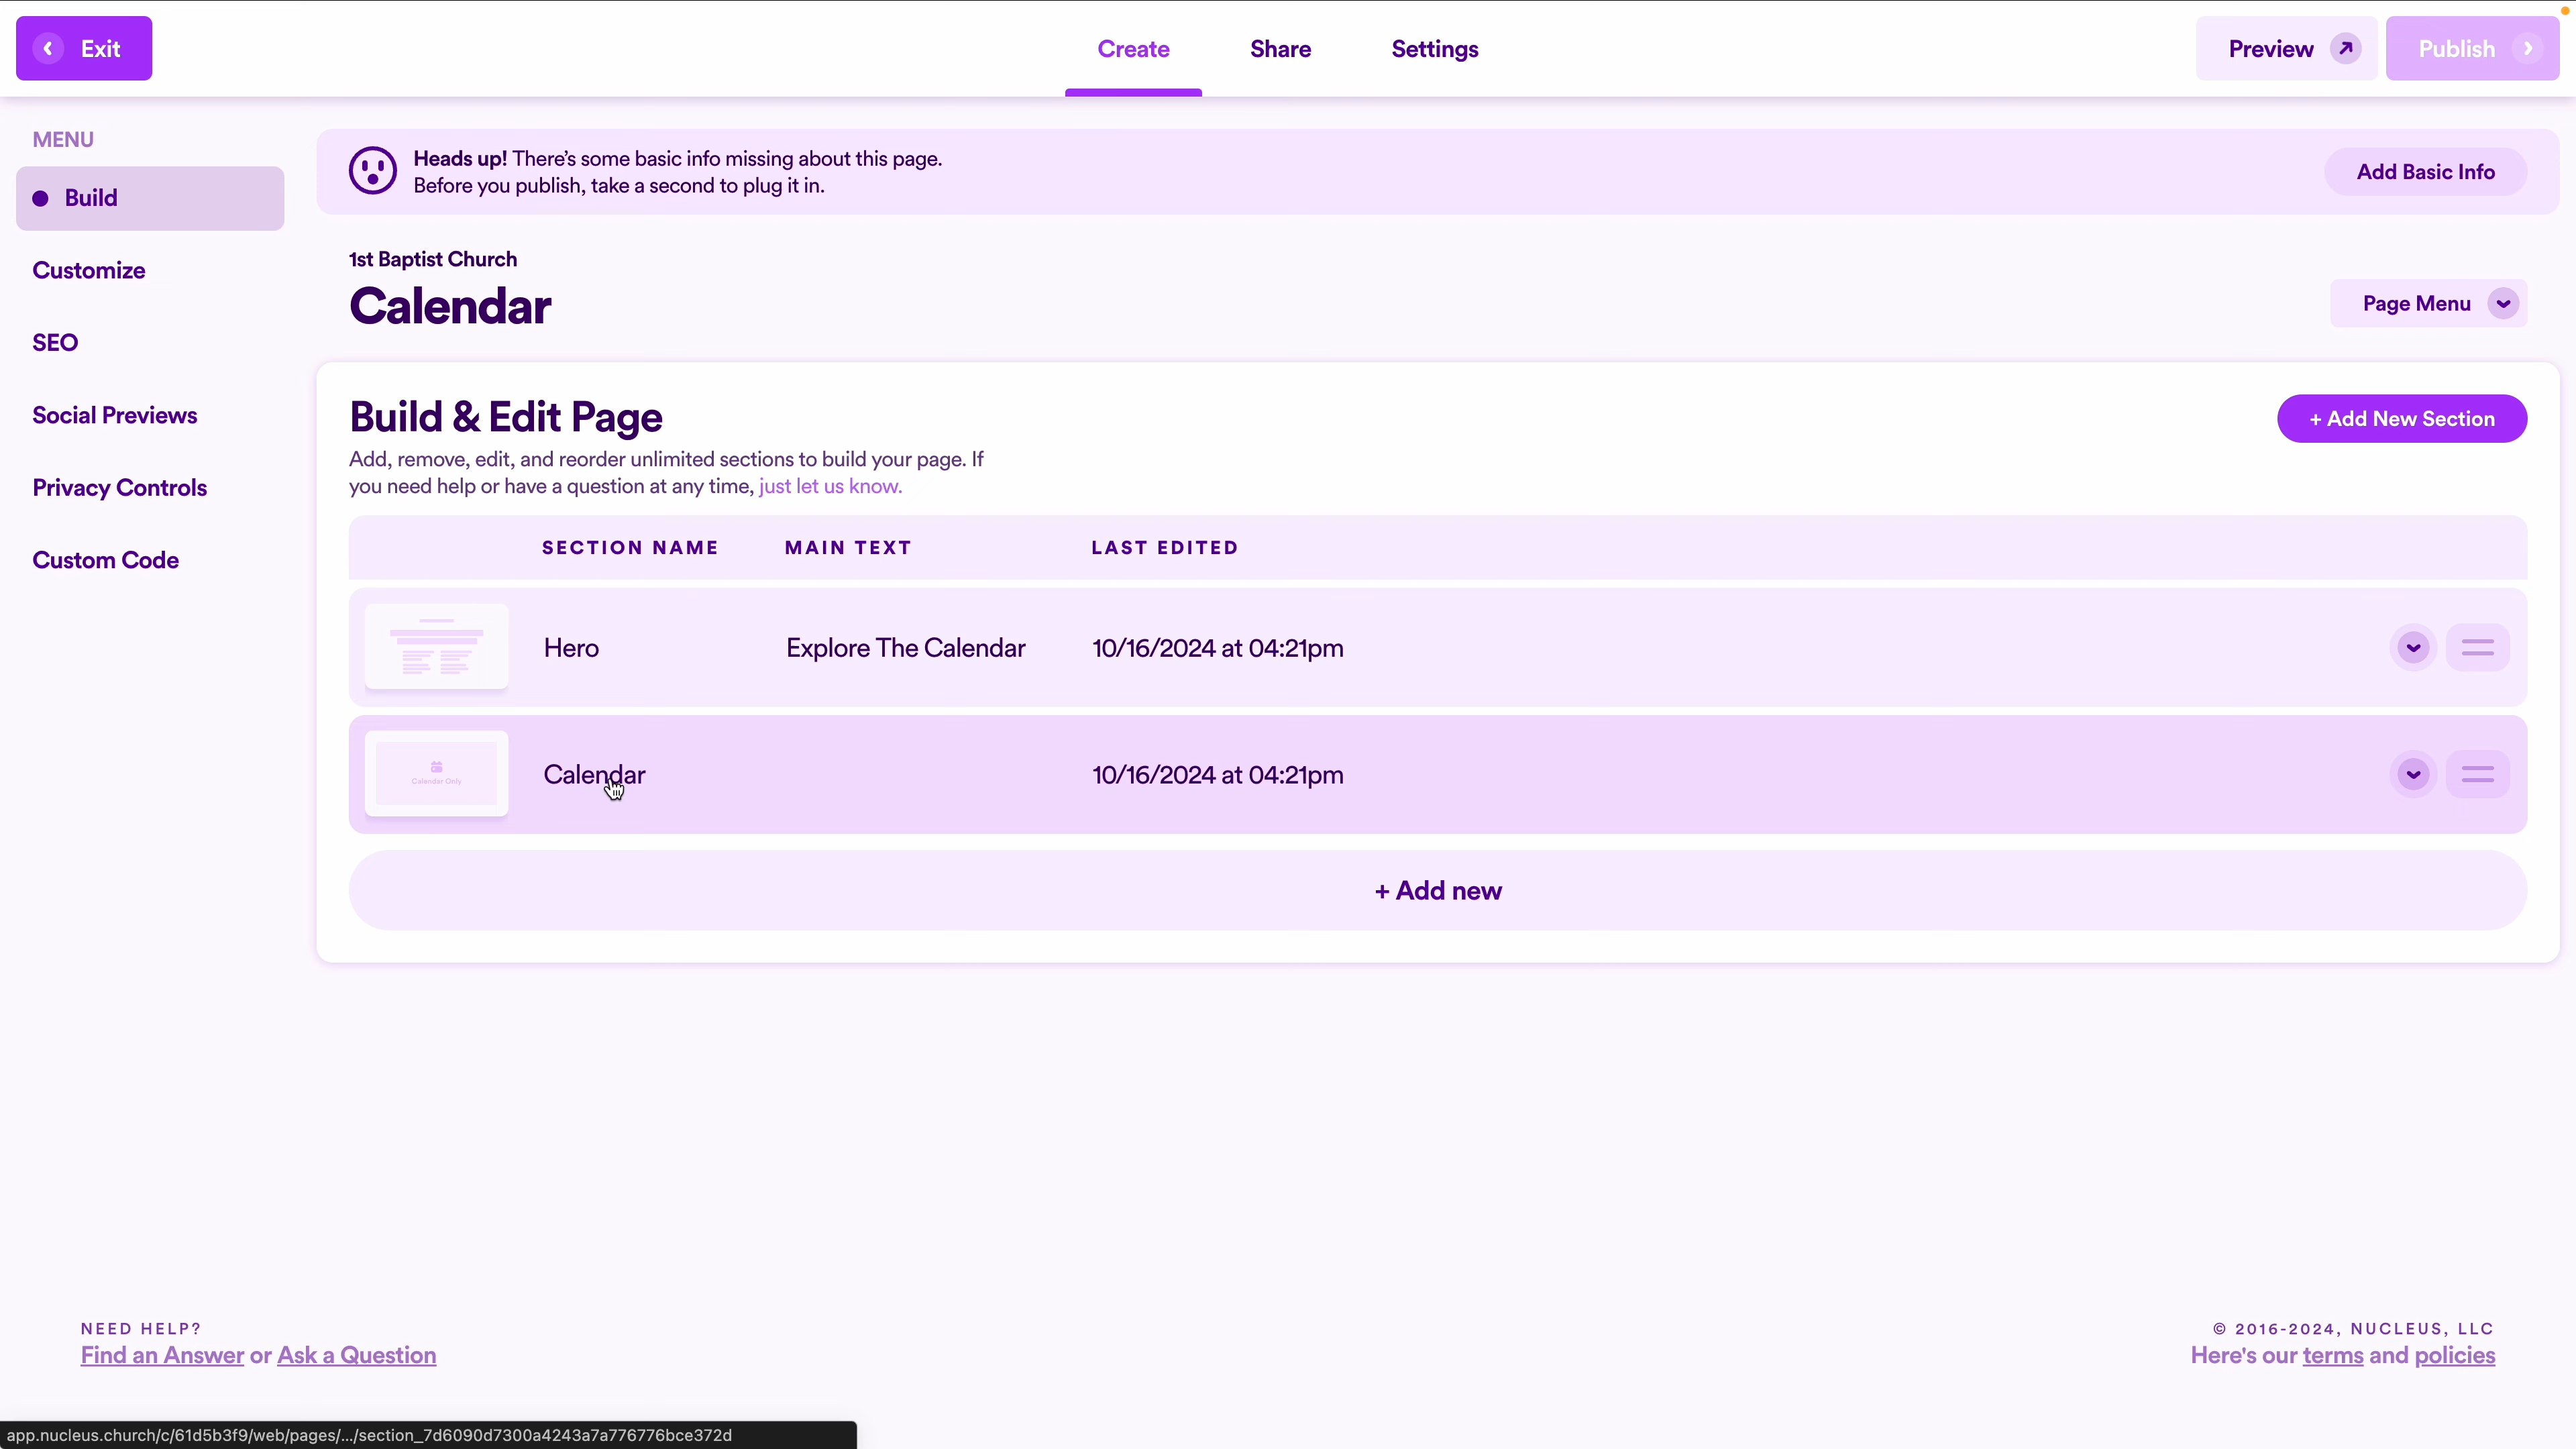 Exit
Create
Share
Settings
Preview
Publish
MENU
Build
Customize
SEO
Social Previews
Privacy Controls
Custom Code
Heads up! There's some basic info missing about this page.
Before you publish, take a second to plug it in.
Add Basic Info
1st Baptist Church
Calendar
Page Menu
Build & Edit Page
Add, remove, edit, and reorder unlimited sections to build your page. If
you need help or have a question at any time, just let us know.
+ Add New Section
SECTION NAME
MAIN TEXT
LAST EDITED
Hero
Explore The Calendar
10/16/2024 at 04:21pm
Calendar Only
Calendar
10/16/2024 at 04:21pm
+ Add new
NEED HELP?
Find an Answer or Ask a Question
© 2016-2024, NUCLEUS, LLC
Here's our terms and policies
app.nucleus.church/c/61d5b3f9/web/pages/.../section_7d6090d7300a4243a7a776776bce372d